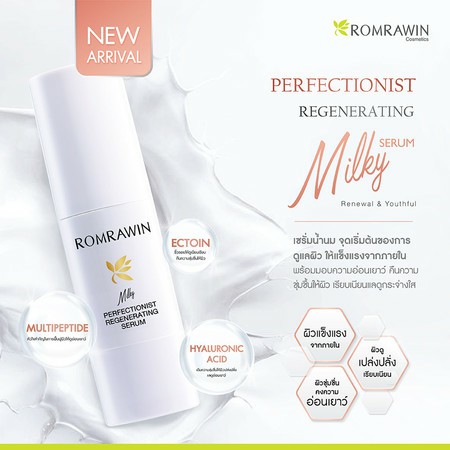 NEW
ARRIVAL
ROMRAWIN
Cosmetics
PERFECTIONIST
REGENERATING
Milky SERUM
Renewal & Youthful
เซรั่มน้ำนม จุดเริ่มต้นของการ
ดูแลผิว ให้แข็งแรงจากภายใน
พร้อมมอบความอ่อนเยาว์ คืนความ
ชุ่มชื้นให้ผิว เรียบเนียนแลดูกระจ่างใส
ROMRAWIN
Milky
PERFECTIONIST
REGENERATING
SERUM
ECTOIN
MULTIPEPTIDE
HYALURONIC
ACID
ผิวแข็งแรง
จากภายใน
ผิวดู
เปล่งปลั่ง
เรียบเนียน
ผิวชุ่มชื้น
คงความ
อ่อนเยาว์